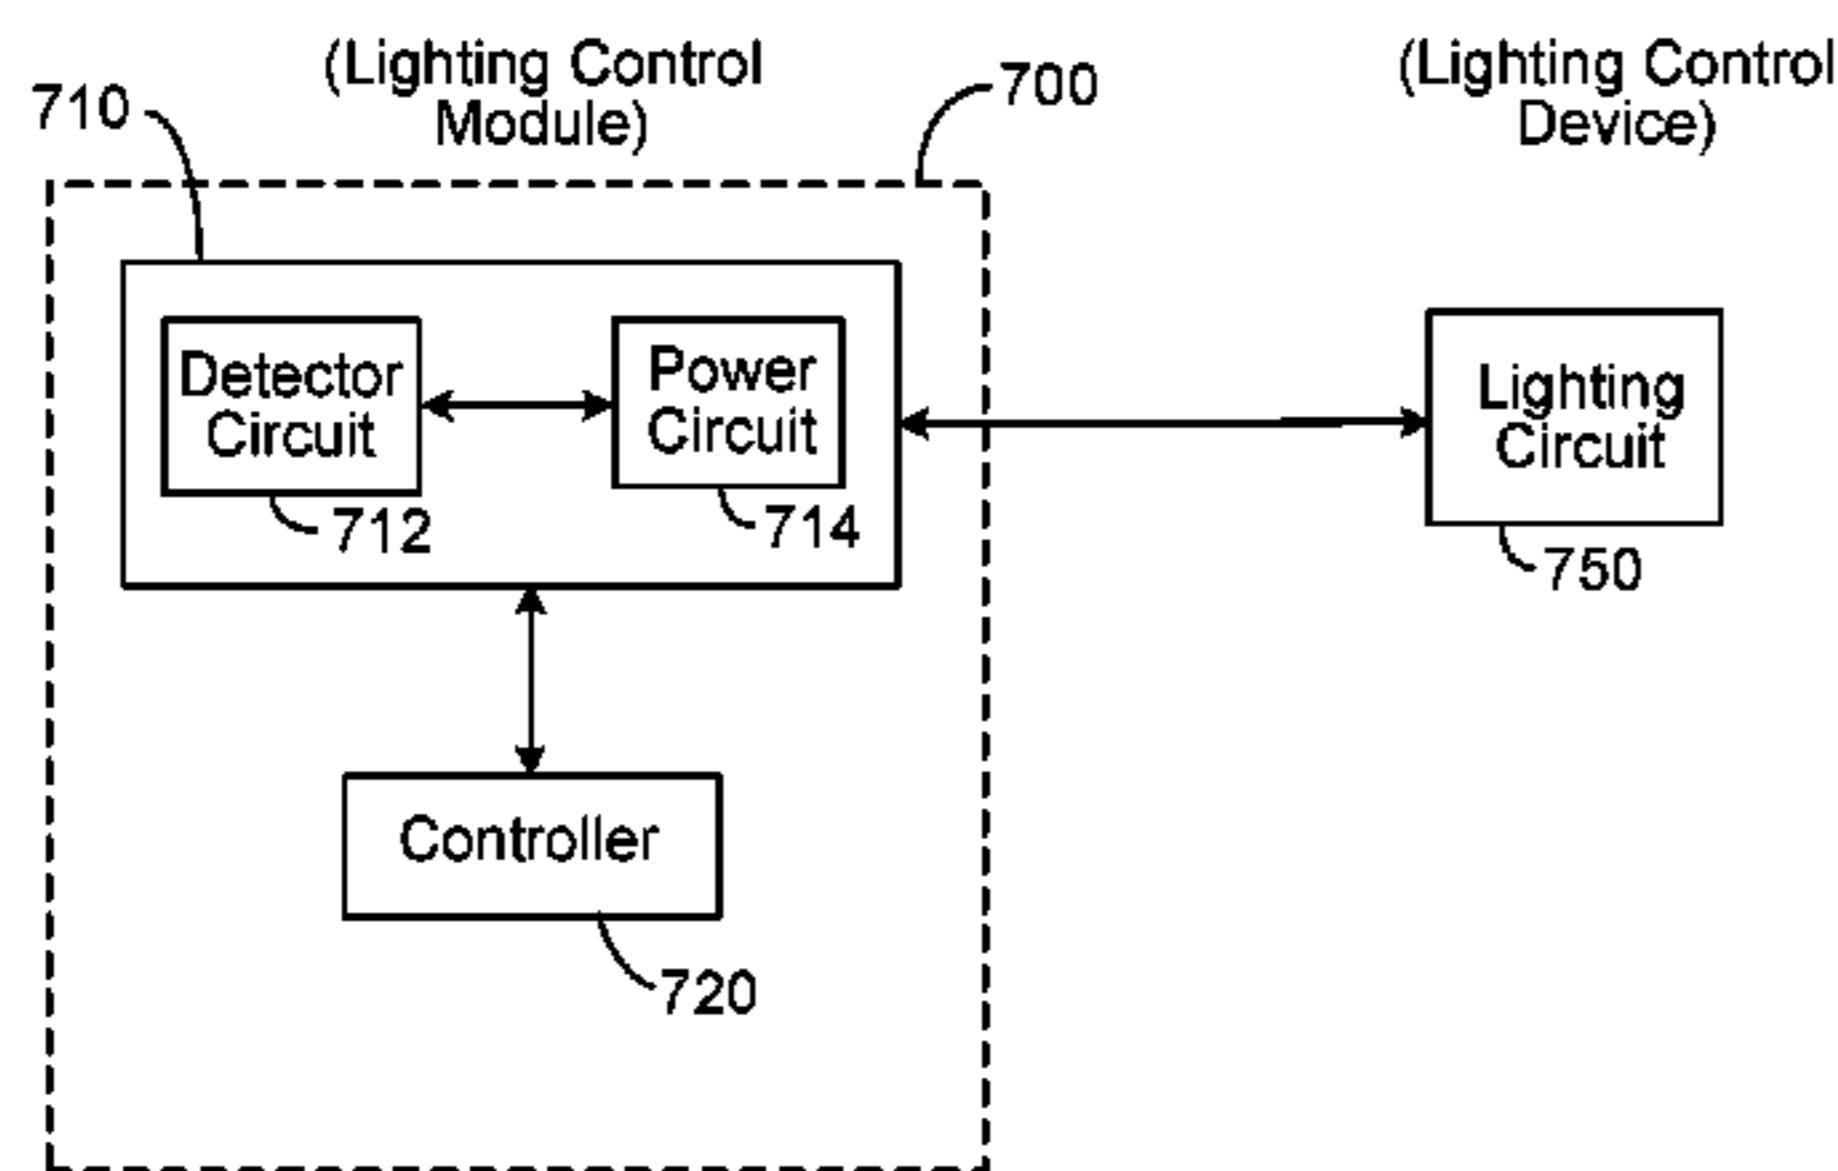 (Lighting Control
Module)
700
(Lighting Control
Device)
710
Detector
Circuit
712
Power
Circuit
714
Lighting
Circuit
750
Controller
720